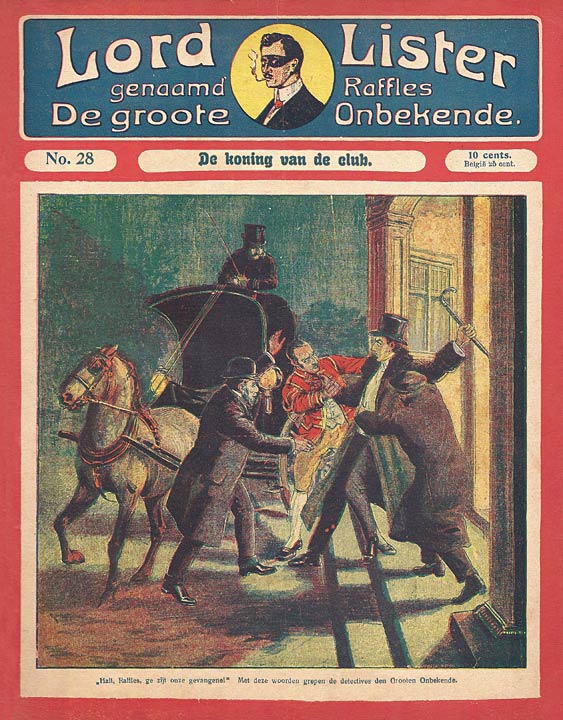 Lord Lister
genaamd Raffles
De groote Onbekende.
No. 28
De koning van de club.
10 cents.
België 25 cent.
„Halt, Raffles, ge zijt onze gevangene!” Met deze woorden grepen de detectives den Grooten Onbekende.